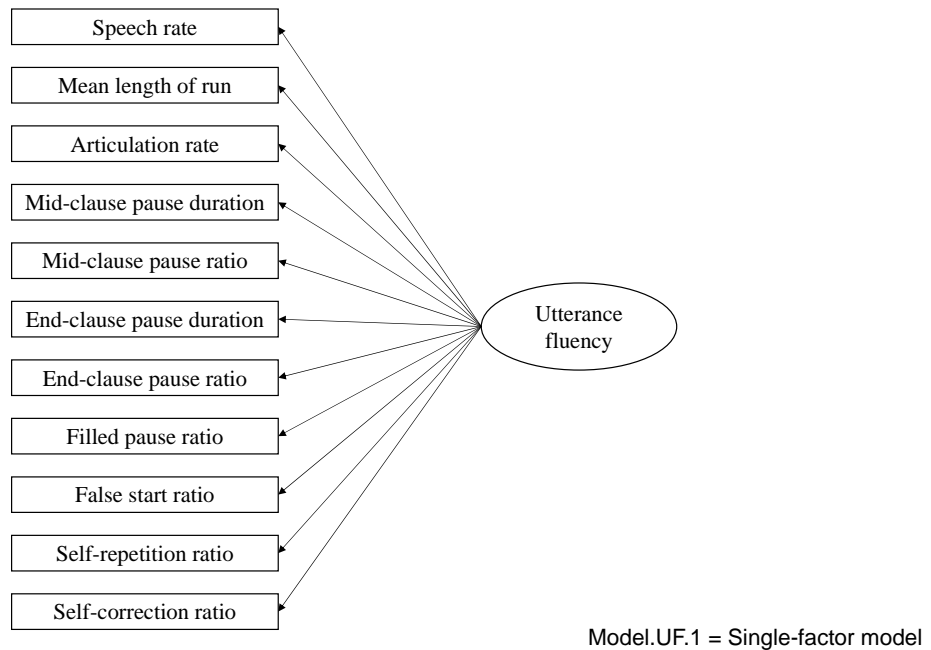 Speech rate
Mean length of run
Articulation rate
Mid-clause pause duration
Mid-clause pause ratio
End-clause pause duration
End-clause pause ratio
Filled pause ratio
False start ratio
Self-repetition ratio
Self-correction ratio
Utterance
fluency
Model.UF.1 = Single-factor model